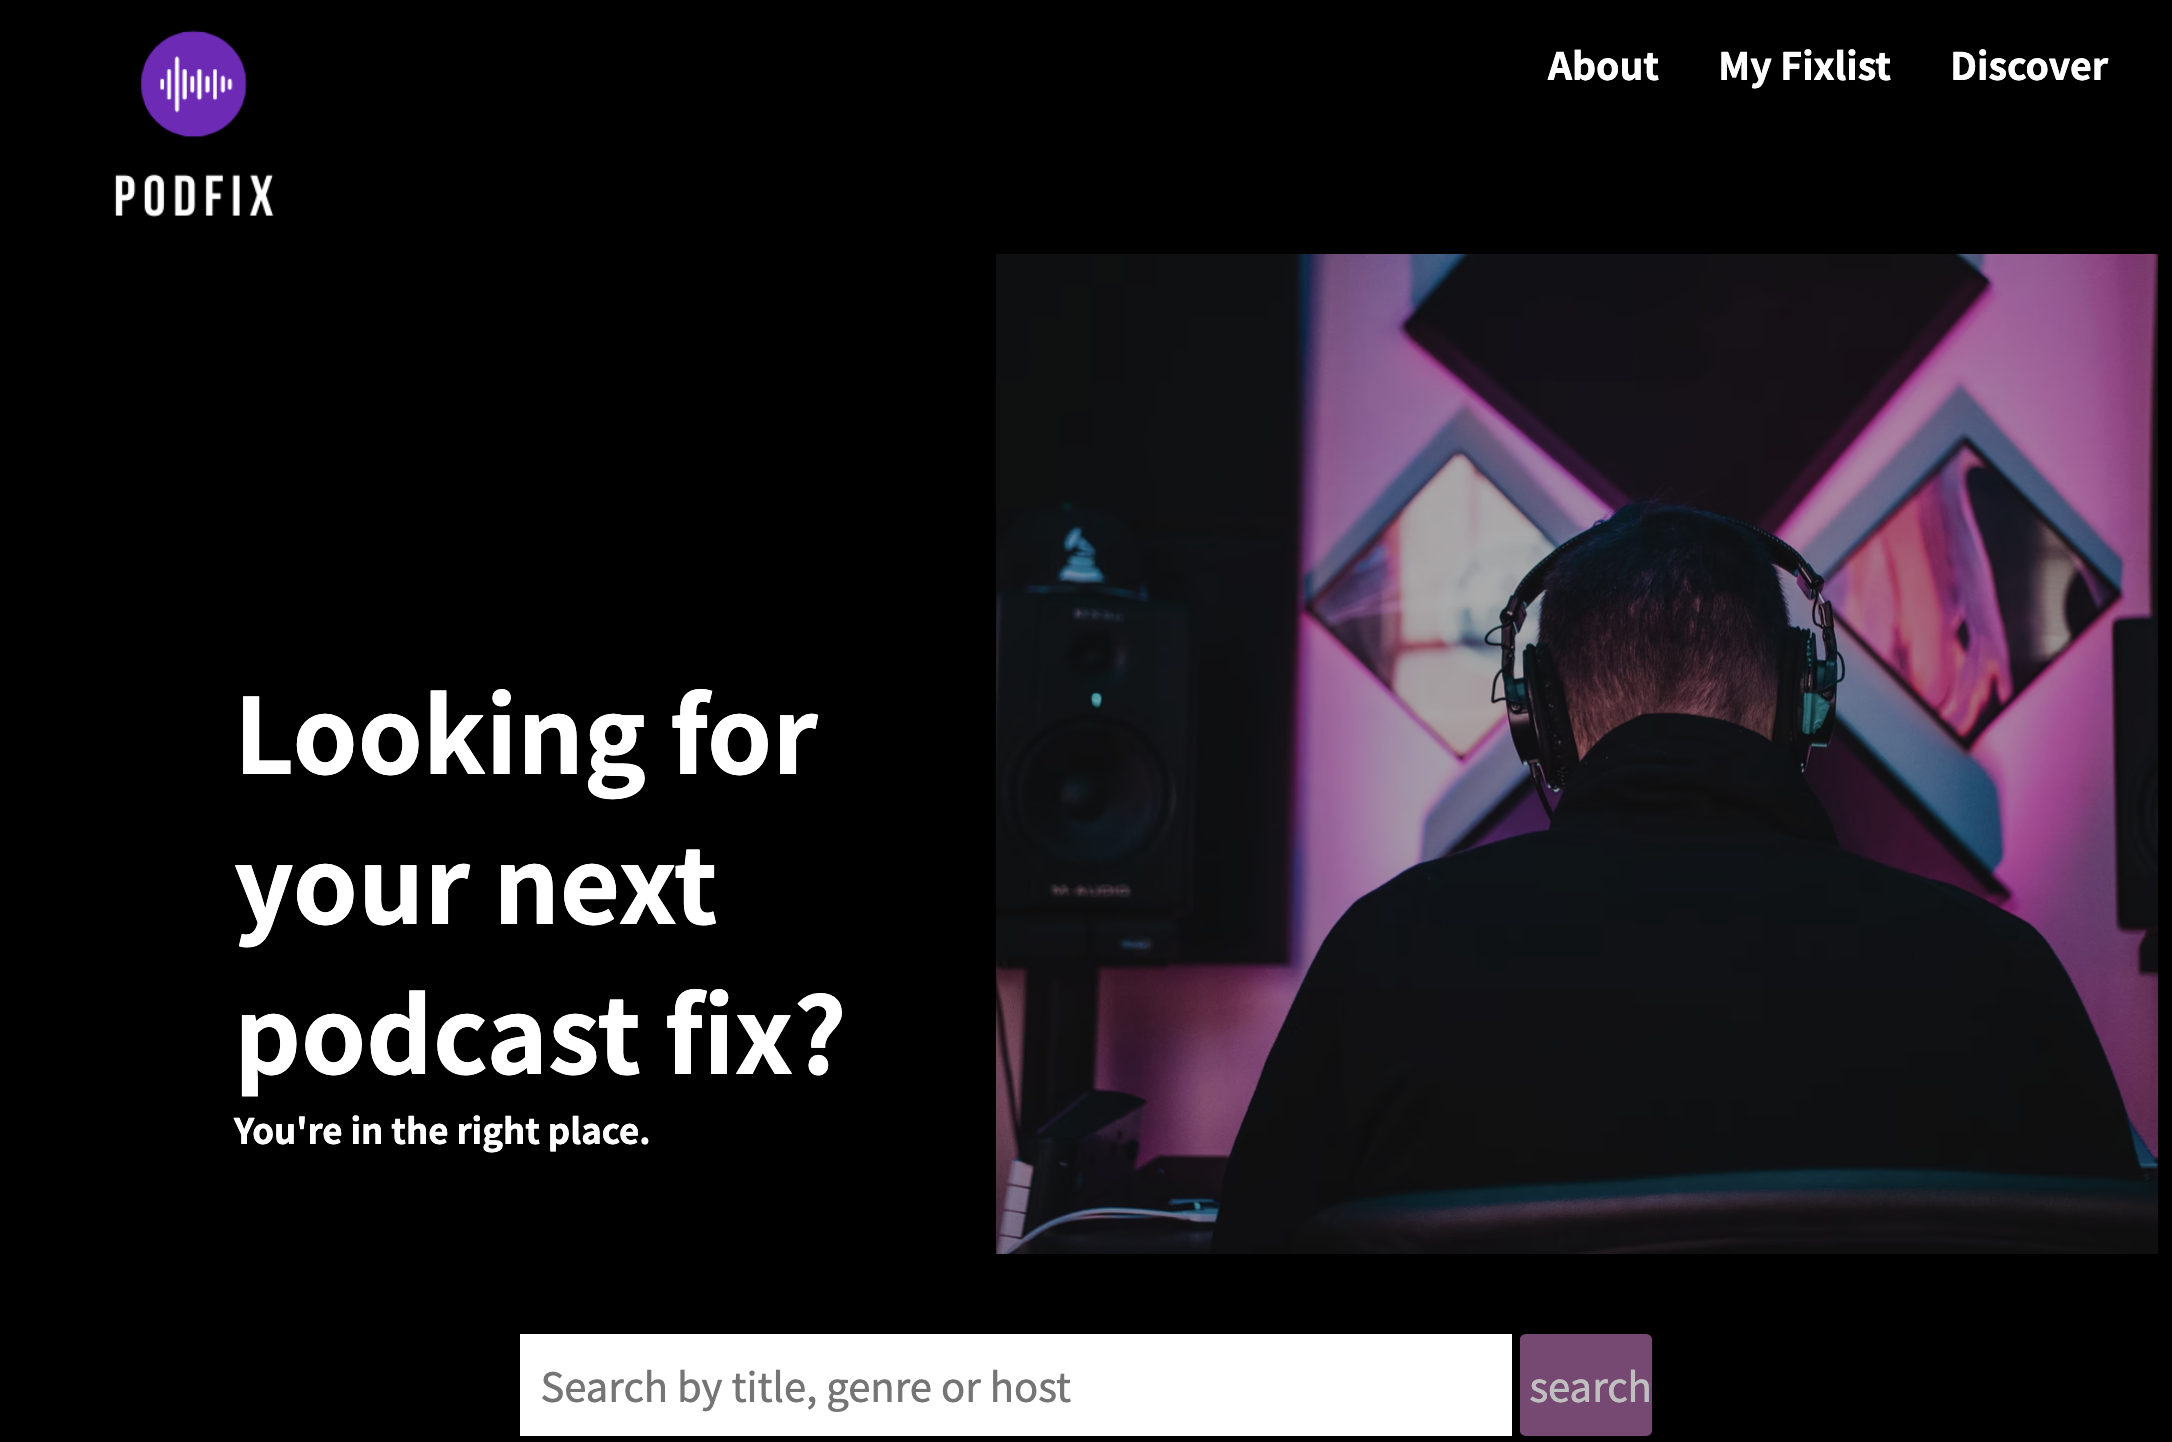 PODFIX
About My Fixlist Discover
M-AUDIO
Looking for
your next
podcast fix?
You're in the right place.
Search by title, genre or host
search